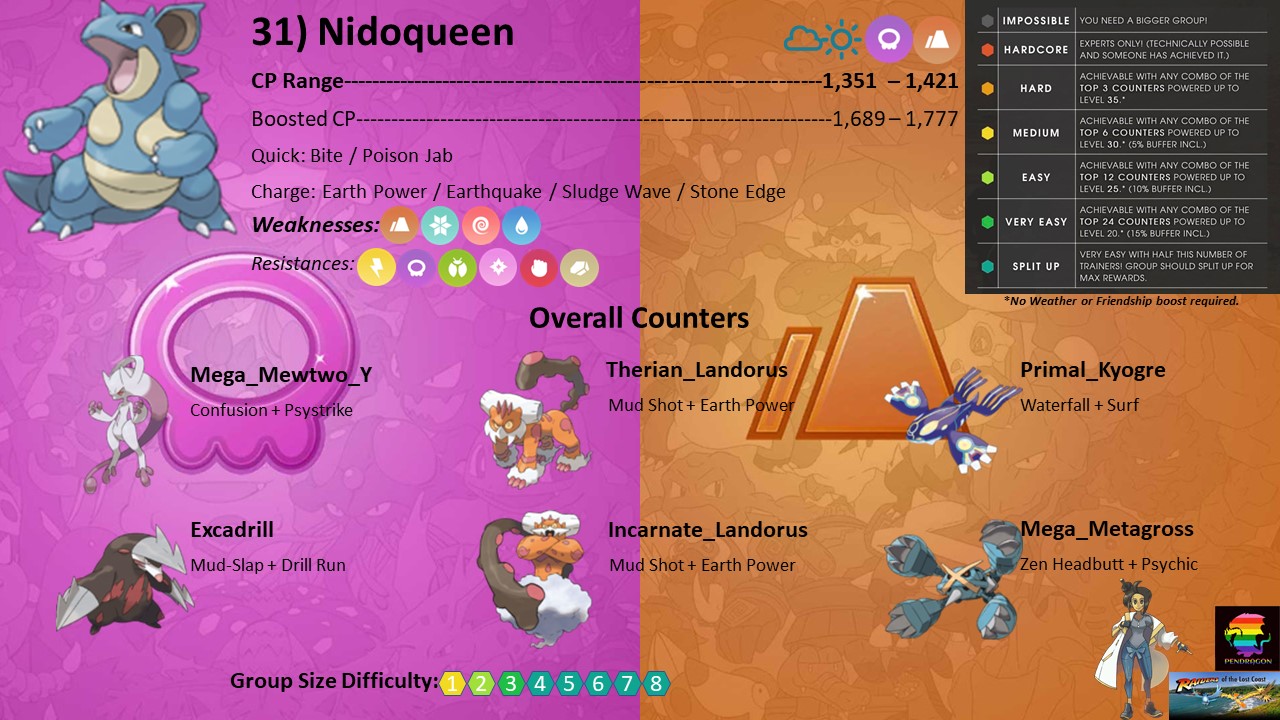 31) Nidoqueen
CP Range--------------------------------------------------------------------1,351 – 1,421
Boosted CP--------------------------------------------------------------------1,689 – 1,777
Quick: Bite / Poison Jab
Charge: Earth Power / Earthquake / Sludge Wave / Stone Edge
Weaknesses:
Resistances:
IMPOSSIBLE YOU NEED A BIGGER GROUP!
HARDCORE EXPERTS ONLY! (TECHNICALLY POSSIBLE
AND SOMEONE HAS ACHIEVED IT.)
HARD ACHIEVABLE WITH ANY COMBO OF THE
TOP 3 COUNTERS POWERED UP TO
LEVEL 35.*
MEDIUM ACHIEVABLE WITH ANY COMBO OF THE
TOP 6 COUNTERS POWERED UP TO
LEVEL 30.* (5% BUFFER INCL.)
EASY ACHIEVABLE WITH ANY COMBO OF THE
TOP 12 COUNTERS POWERED UP TO
LEVEL 25.* (10% BUFFER INCL.)
VERY EASY ACHIEVABLE WITH ANY COMBO OF THE
TOP 24 COUNTERS POWERED UP TO
LEVEL 20.* (15% BUFFER INCL.)
SPLIT UP VERY EASY WITH HALF THIS NUMBER OF
TRAINERS! GROUP SHOULD SPLIT UP FOR
MAX REWARDS.
*No Weather or Friendship boost required.
Overall Counters
Mega_Mewtwo_Y
Confusion + Psystrike
Therian_Landorus
Mud Shot + Earth Power
Primal_Kyogre
Waterfall + Surf
Excadrill
Mud-Slap + Drill Run
Incarnate_Landorus
Mud Shot + Earth Power
Mega_Metagross
Zen Headbutt + Psychic
Group Size Difficulty: 1 2 3 4 5 6 7 8
PENDRAGON
RAIDERS of the Lost Coast